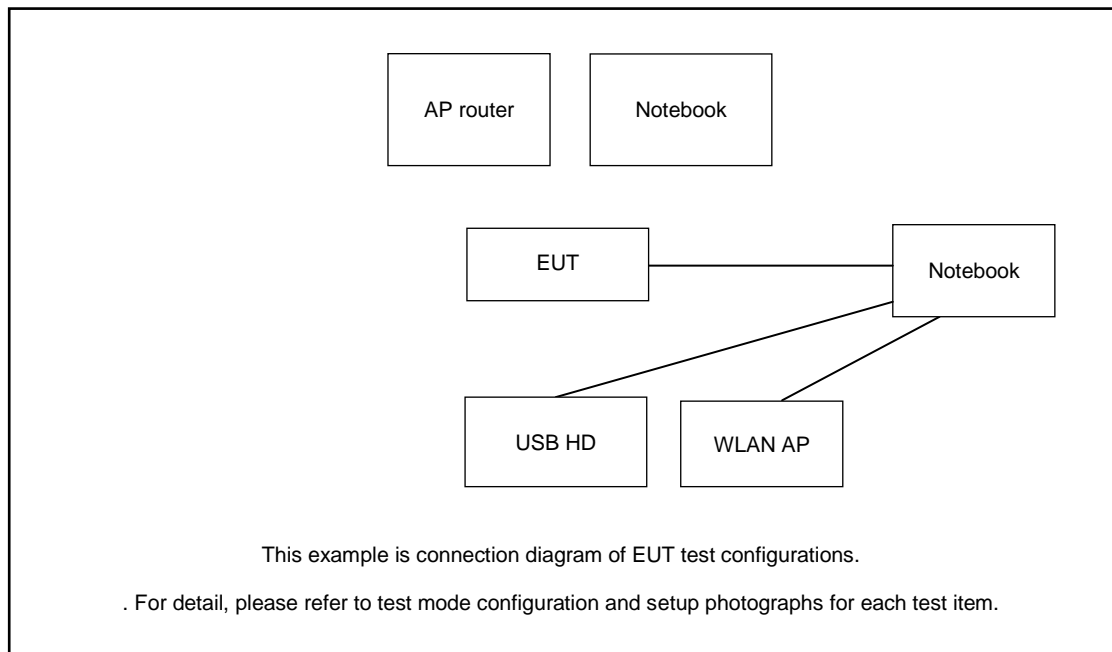 AP router
Notebook
EUT
Notebook
USB HD
WLAN AP
This example is connection diagram of EUT test configurations.
. For detail, please refer to test mode configuration and setup photographs for each test item.